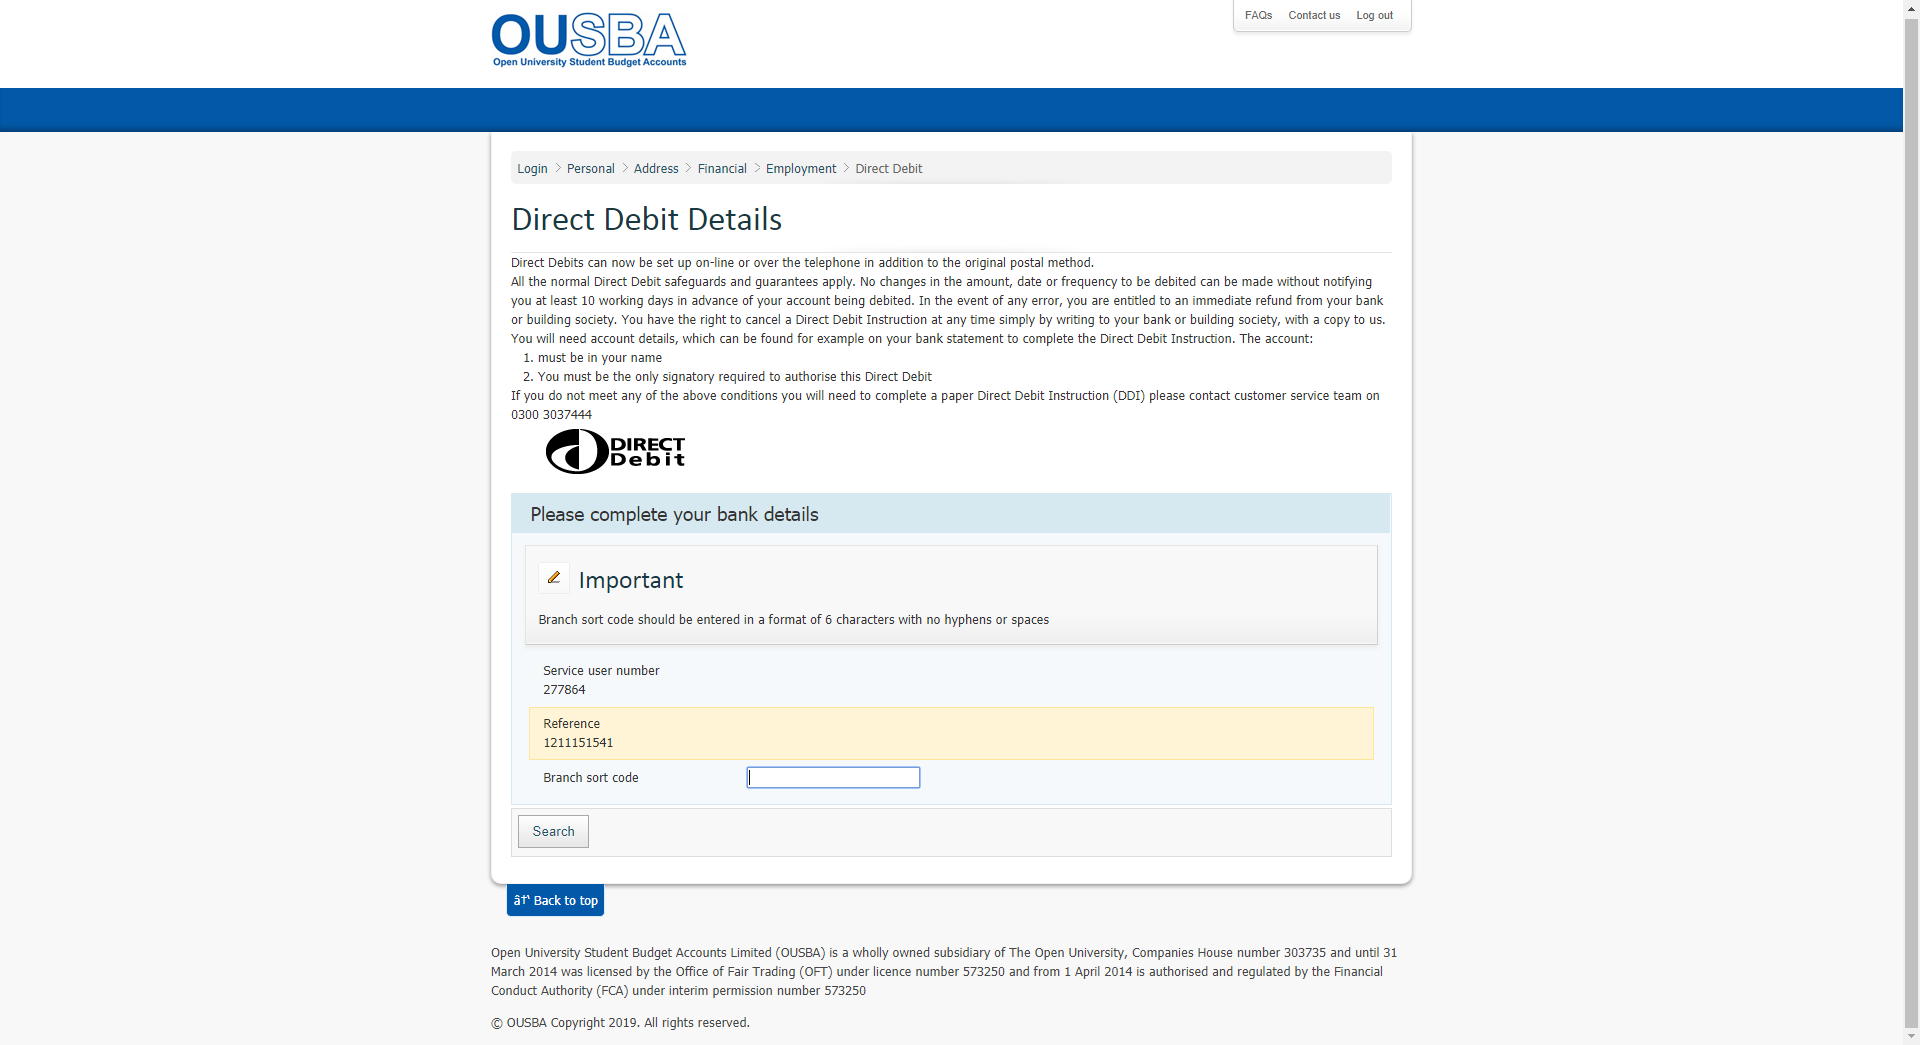 OUSBA
Open University Student Budget Accounts
FAQs Contact us Log out
Login > Personal > Address > Financial > Employment > Direct Debit
Direct Debit Details
Direct Debits can now be set up on-line or over the telephone in addition to the original postal method.
All the normal Direct Debit safeguards and guarantees apply. No changes in the amount, date or frequency to be debited can be made without notifying
you at least 10 working days in advance of your account being debited. In the event of any error, you are entitled to an immediate refund from your bank
or building society. You have the right to cancel a Direct Debit Instruction at any time simply by writing to your bank or building society, with a copy to us.
You will need account details, which can be found for example on your bank statement to complete the Direct Debit Instruction. The account:
1. must be in your name
2. You must be the only signatory required to authorise this Direct Debit
If you do not meet any of the above conditions you will need to complete a paper Direct Debit Instruction (DDI) please contact customer service team on
0300 3037444
DIRECT
Debit
Please complete your bank details
Important
Branch sort code should be entered in a format of 6 characters with no hyphens or spaces
Service user number
277864
Reference
1211151541
Branch sort code
Search
â†' Back to top
Open University Student Budget Accounts Limited (OUSBA) is a wholly owned subsidiary of The Open University, Companies House number 303735 and until 31
March 2014 was licensed by the Office of Fair Trading (OFT) under licence number 573250 and from 1 April 2014 is authorised and regulated by the Financial
Conduct Authority (FCA) under interim permission number 573250
© OUSBA Copyright 2019. All rights reserved.